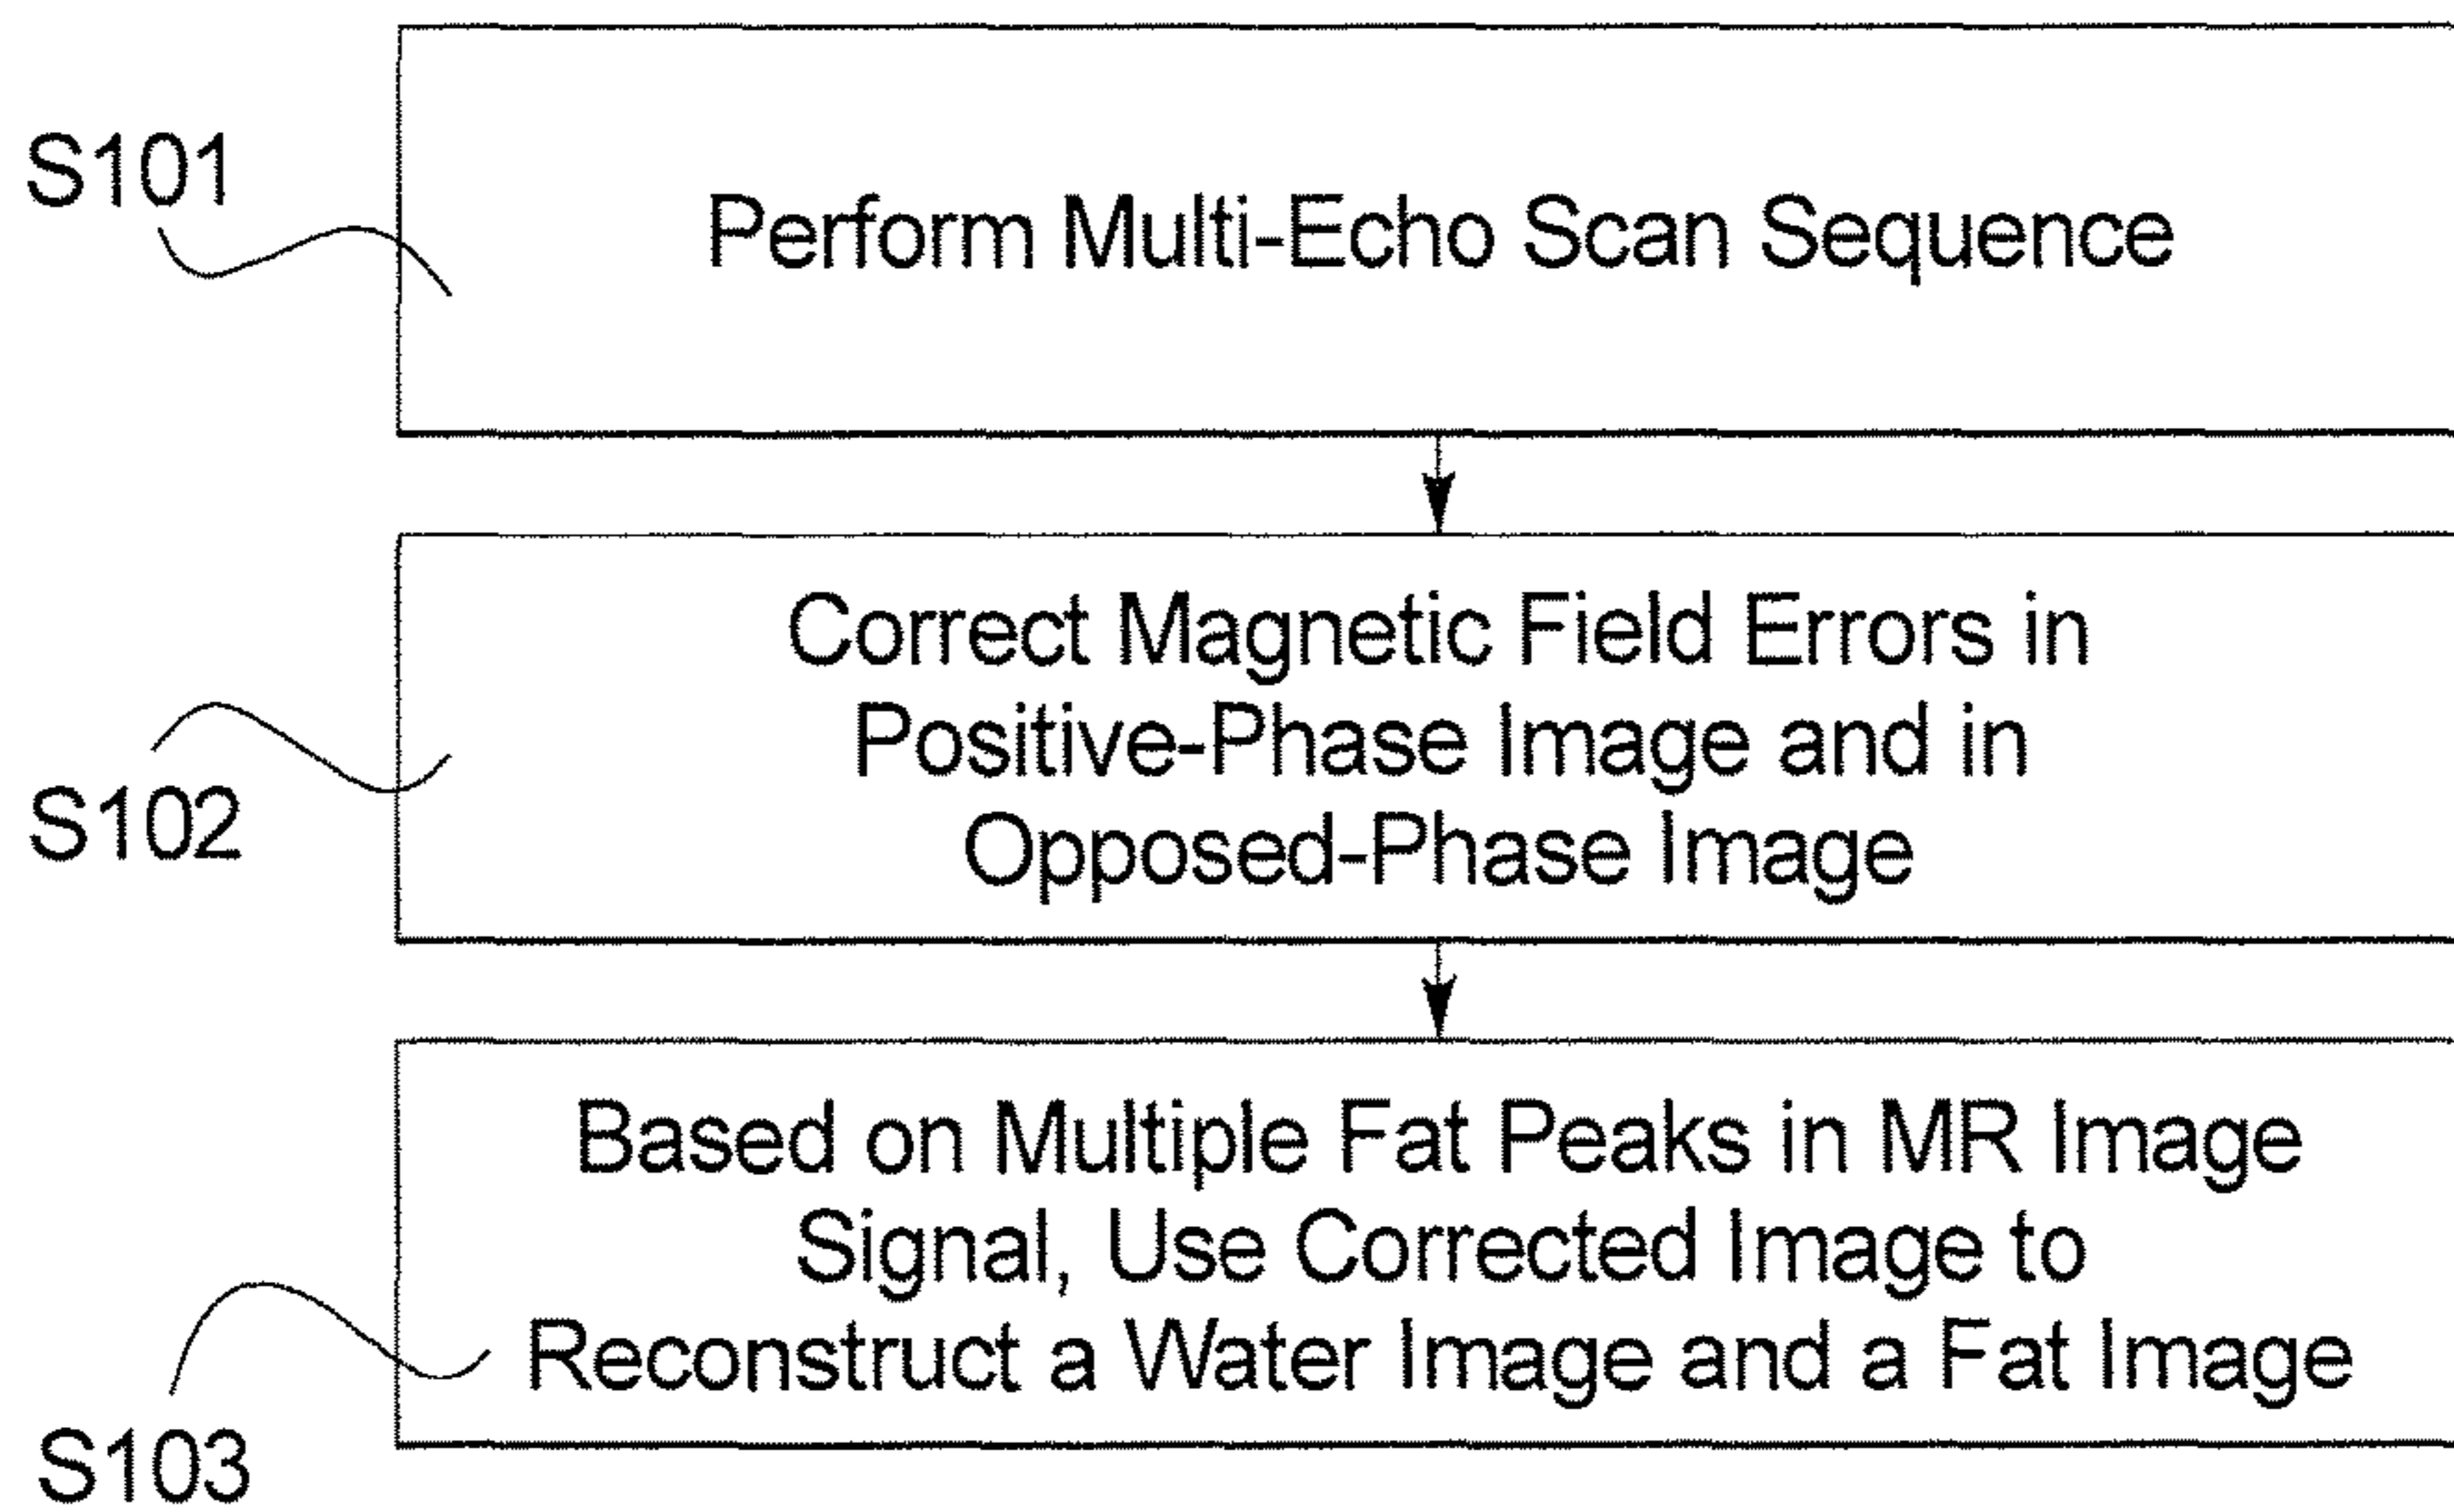 S101
Perform Multi-Echo Scan Sequence
Correct Magnetic Field Errors in
Positive-Phase Image and in
Opposed-Phase Image
S102
Based on Multiple Fat Peaks in MR Image
Signal, Use Corrected Image to
Reconstruct a Water Image and a Fat Image
S103